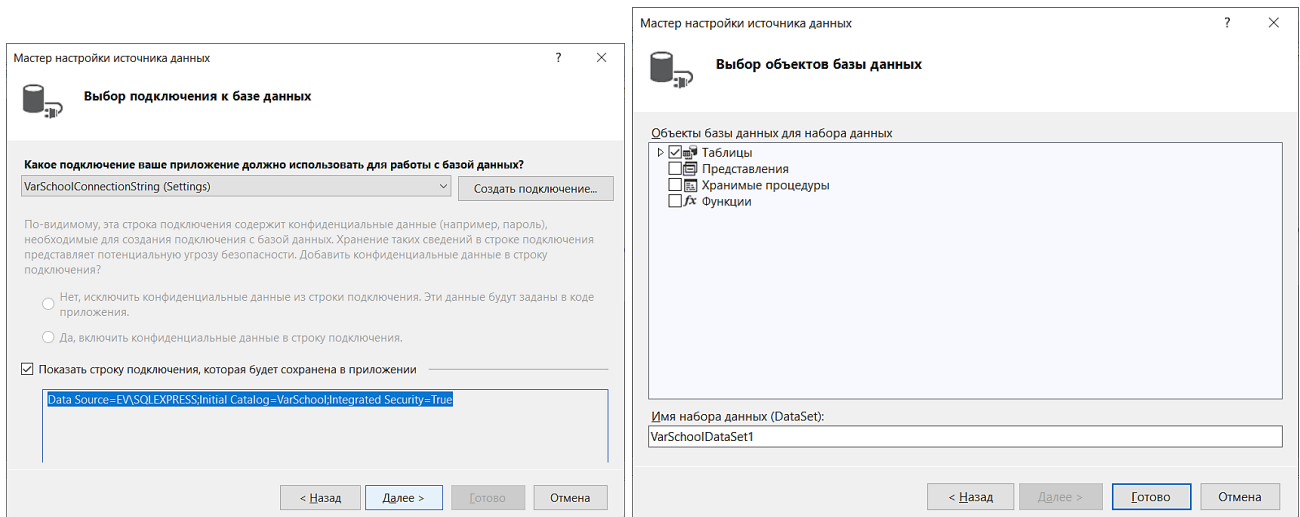 Мастер настройки источника данных
?
Выбор подключения к базе данных
Какое подключение ваше приложение должно использовать для работы с базой данных?
VarSchoolConnectionString (Settings)
Создать подключение...
По-видимому, эта строка подключения содержит конфиденциальные данные (например, пароль),
необходимые для создания подключения с базой данных. Хранение таких сведений в строке подключения
представляет потенциальную угрозу безопасности. Добавить конфиденциальные данные в строку
подключения?
Нет, исключить конфиденциальные данные из строки подключения. Эти данные будут заданы в коде
приложения.
Да, включить конфиденциальные данные в строку подключения.
Показать строку подключения, которая будет сохранена в приложении
Data Source=EV\SQLEXPRESS;Initial Catalog=VarSchool;Integrated Security=True
< Назад
Далее >
Готово
Отмена
Мастер настройки источника данных
?
Выбор объектов базы данных
Объекты базы данных для набора данных
Таблицы
Представления
Хранимые процедуры
fx Функции
Имя набора данных (DataSet):
VarSchoolDataSet1
< Назад
Далее >
Готово
Отмена